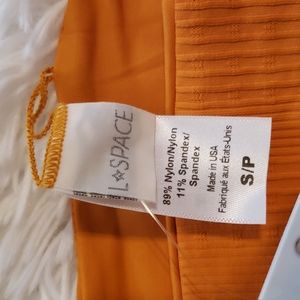 L★SPACE
89% Nylon/Nylon
11% Spandex/
Spandex
Made in USA
Fabriqué aux États-Unis
S/P